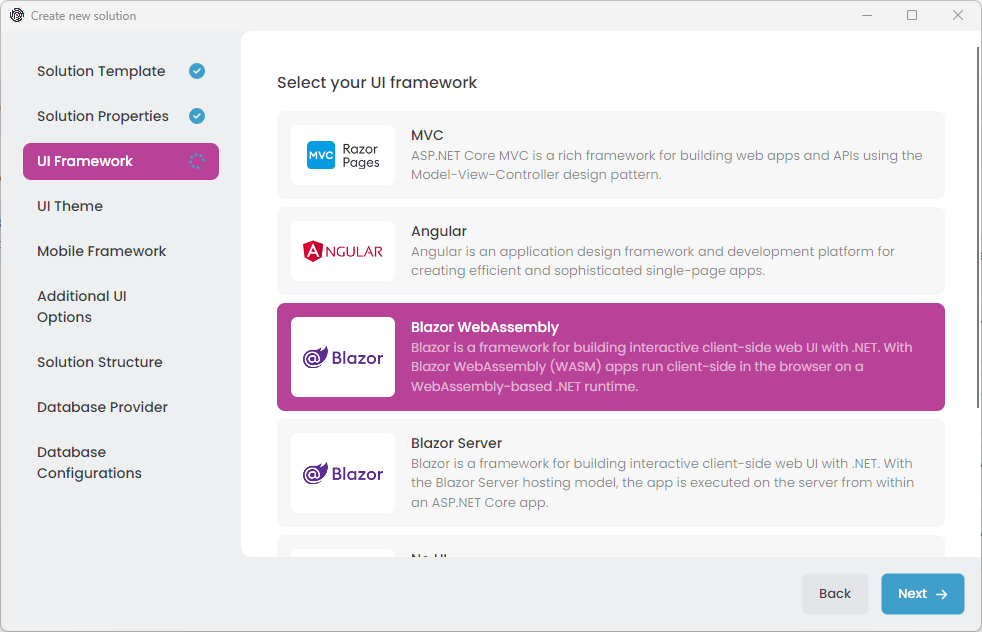 Create new solution
Solution Template
Solution Properties
UI Framework
UI Theme
Mobile Framework
Additional UI
Options
Solution Structure
Database Provider
Database
Configurations
Select your UI framework
MVC
Razor
Pages
MVC
ASP.NET Core MVC is a rich framework for building web apps and APIs using the
Model-View-Controller design pattern.
ANGULAR
Angular
Angular is an application design framework and development platform for
creating efficient and sophisticated single-page apps.
Blazor
Blazor WebAssembly
Blazor is a framework for building interactive client-side web UI with .NET. With
Blazor WebAssembly (WASM) apps run client-side in the browser on a
WebAssembly-based .NET runtime.
Blazor
Blazor Server
Blazor is a framework for building interactive client-side web UI with .NET. With
the Blazor Server hosting model, the app is executed on the server from within
an ASP.NET Core app.
No UI
Back
Next